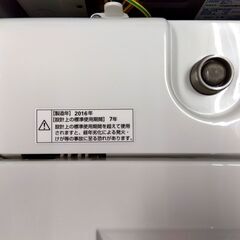 【製造年】2016年
【設計上の標準使用期間】 7年
設計上の標準使用期間を超えて使用
されますと、経年劣化による発火・
けが等の事故に至る恐れがあります。